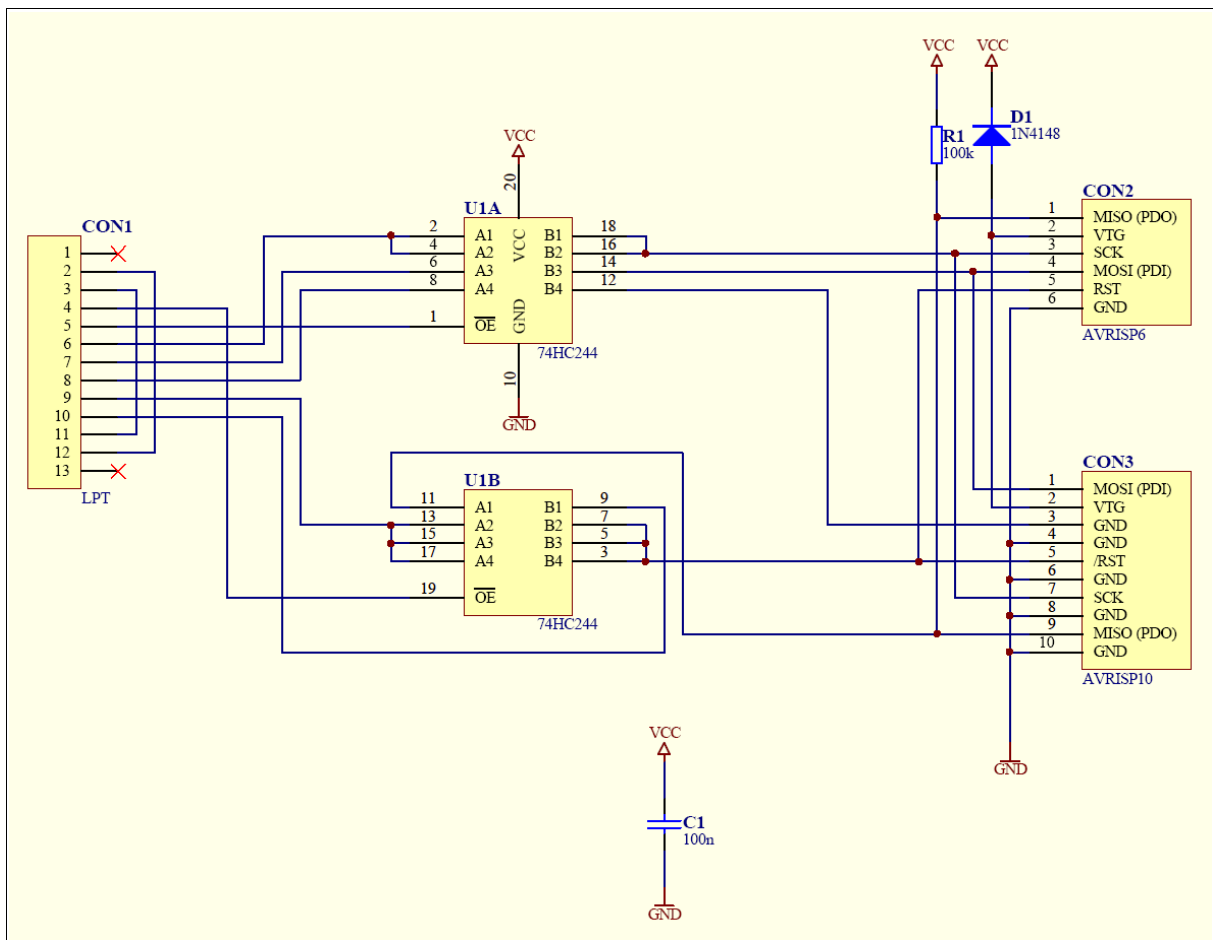 VCC VCC
D1
1N4148
R1
100k
VCC
20
U1A
2 A1 B1 18
4 A2 B2 16
6 A3 B3 14
8 A4 B4 12
1 OE
VCC
GND
74HC244
10
GND
CON1
1
2
3
4
5
6
7
8
9
10
11
12
13
LPT
CON2
1 MISO (PDO)
2 VTG
3 SCK
4 MOSI (PDI)
5 RST
6 GND
AVRISP6
U1B
11 A1 B1 9
13 A2 B2 7
15 A3 B3 5
17 A4 B4 3
19 OE
74HC244
CON3
1 MOSI (PDI)
2 VTG
3 GND
4 GND
5 /RST
6 GND
7 SCK
8 GND
9 MISO (PDO)
10 GND
AVRISP10
GND
VCC
C1
100n
GND